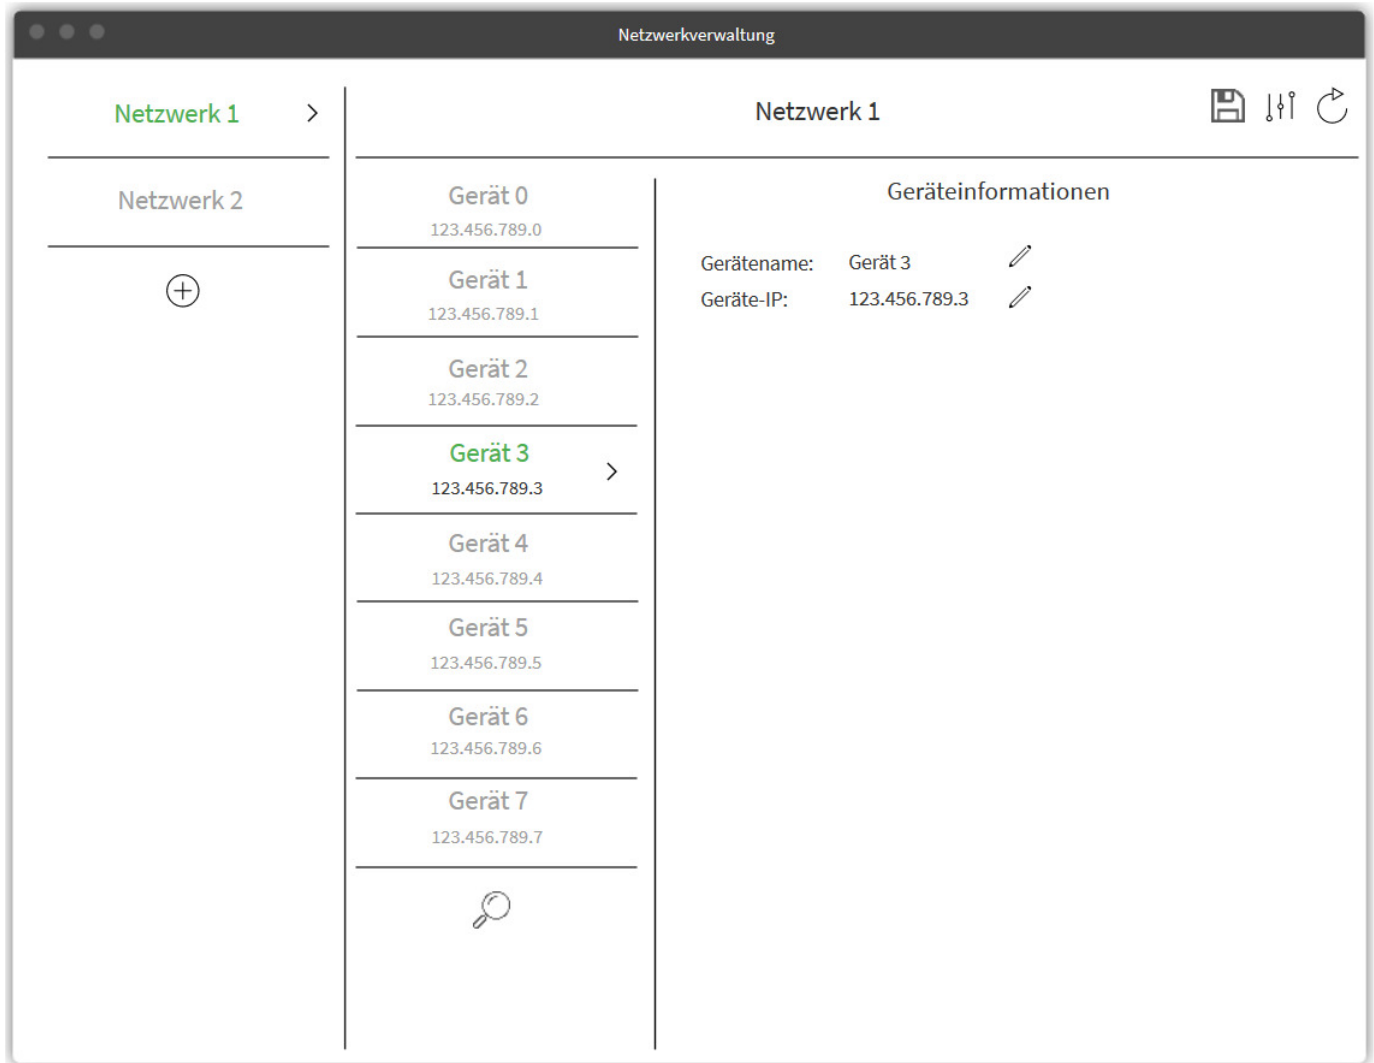 Netzwerkverwaltung
Netzwerk 1
Netzwerk 2
Netzwerk 1
Gerät 0
123.456.789.0
Gerät 1
123.456.789.1
Gerät 2
123.456.789.2
Gerät 3
123.456.789.3
Gerät 4
123.456.789.4
Gerät 5
123.456.789.5
Gerät 6
123.456.789.6
Gerät 7
123.456.789.7
Geräteinformationen
Gerätename: Gerät 3
Geräte-IP: 123.456.789.3